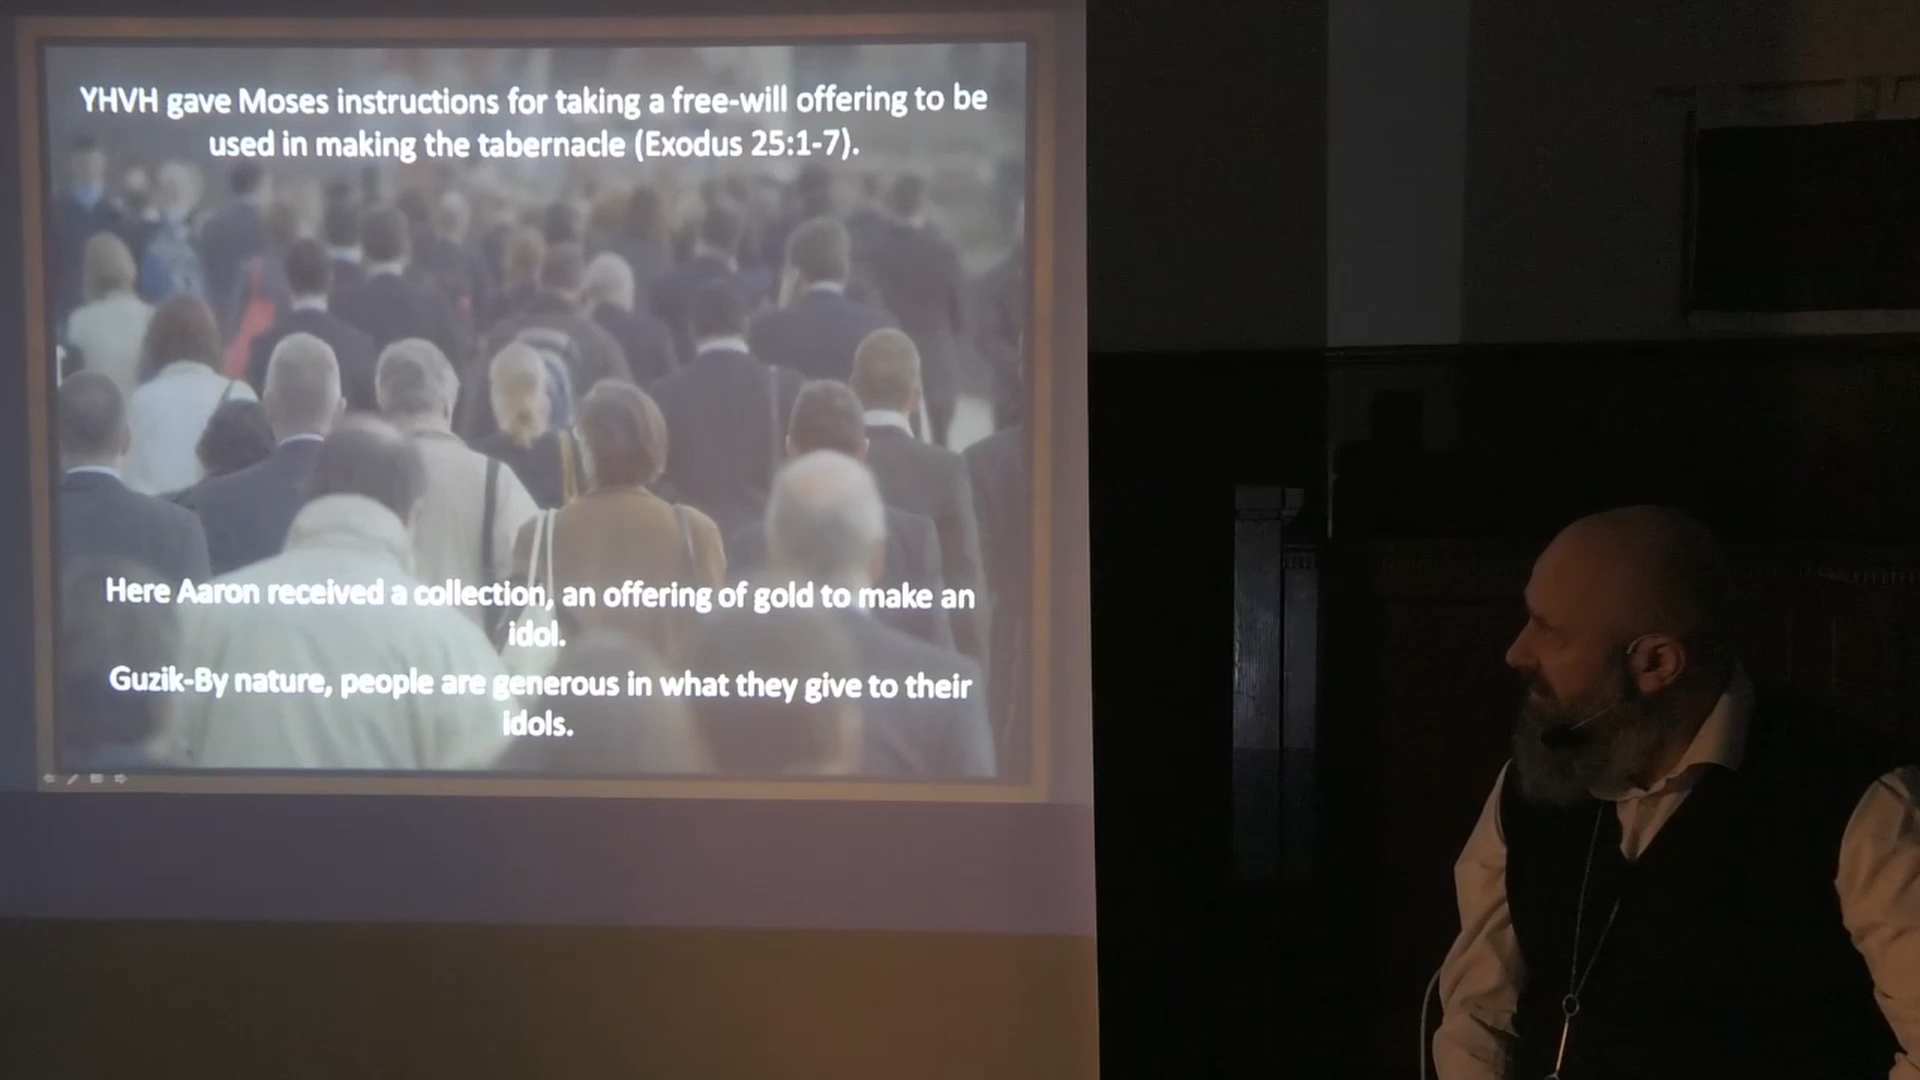 YHVH gave Moses instructions for taking a free-will offering to be
used in making the tabernacle (Exodus 25:1-7).
Here Aaron received a collection, an offering of gold to make an
idol.
Guzik-By nature, people are generous in what they give to their
idols.